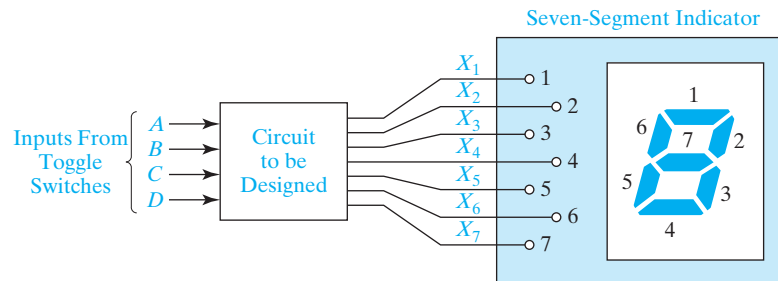 Seven-Segment Indicator
Inputs From
Toggle
Switches
A
B
C
D
Circuit
to be
Designed
X1
X2
X3
X4
X5
X6
X7
1
2
3
4
5
6
7
1
6
7
2
5
3
4